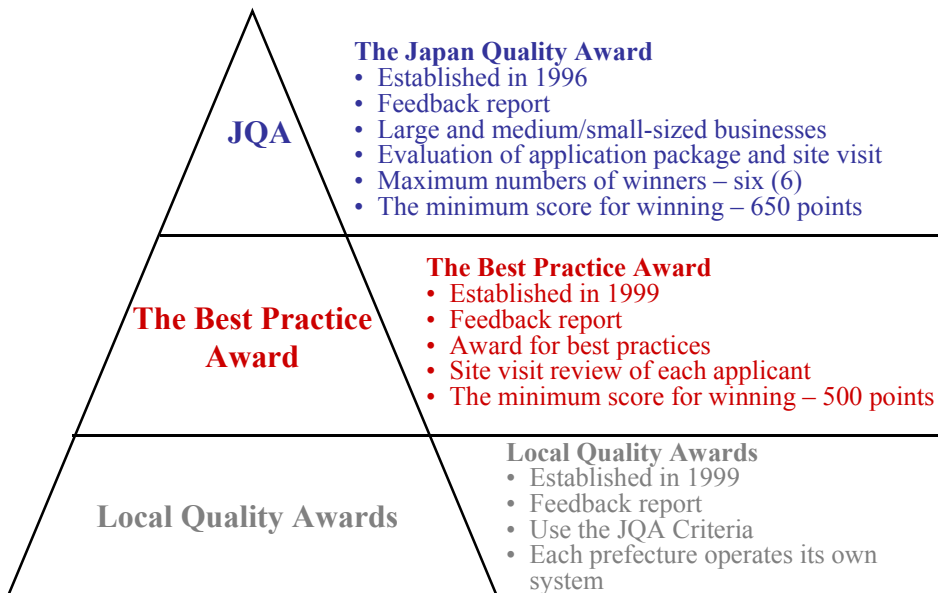 The Japan Quality Award
• Established in 1996
• Feedback report
• Large and medium/small-sized businesses
• Evaluation of application package and site visit
• Maximum numbers of winners – six (6)
• The minimum score for winning – 650 points
JQA
The Best Practice Award
• Established in 1999
• Feedback report
• Award for best practices
• Site visit review of each applicant
• The minimum score for winning – 500 points
The Best Practice
Award
Local Quality Awards
• Established in 1999
• Feedback report
• Use the JQA Criteria
• Each prefecture operates its own
system
Local Quality Awards